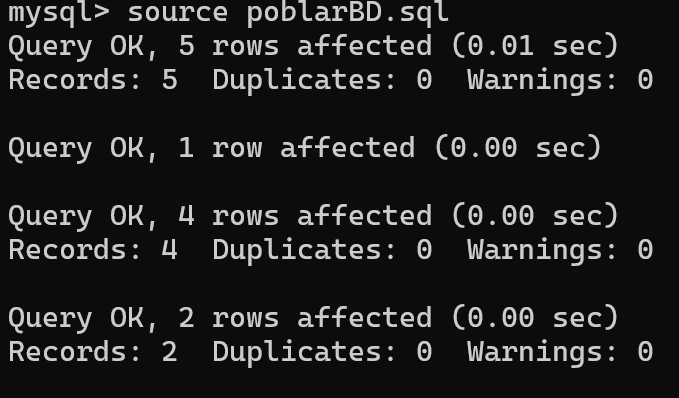 mysql> source poblarBD.sql
Query OK, 5 rows affected (0.01 sec)
Records: 5  Duplicates: 0  Warnings: 0

Query OK, 1 row affected (0.00 sec)

Query OK, 4 rows affected (0.00 sec)
Records: 4  Duplicates: 0  Warnings: 0

Query OK, 2 rows affected (0.00 sec)
Records: 2  Duplicates: 0  Warnings: 0